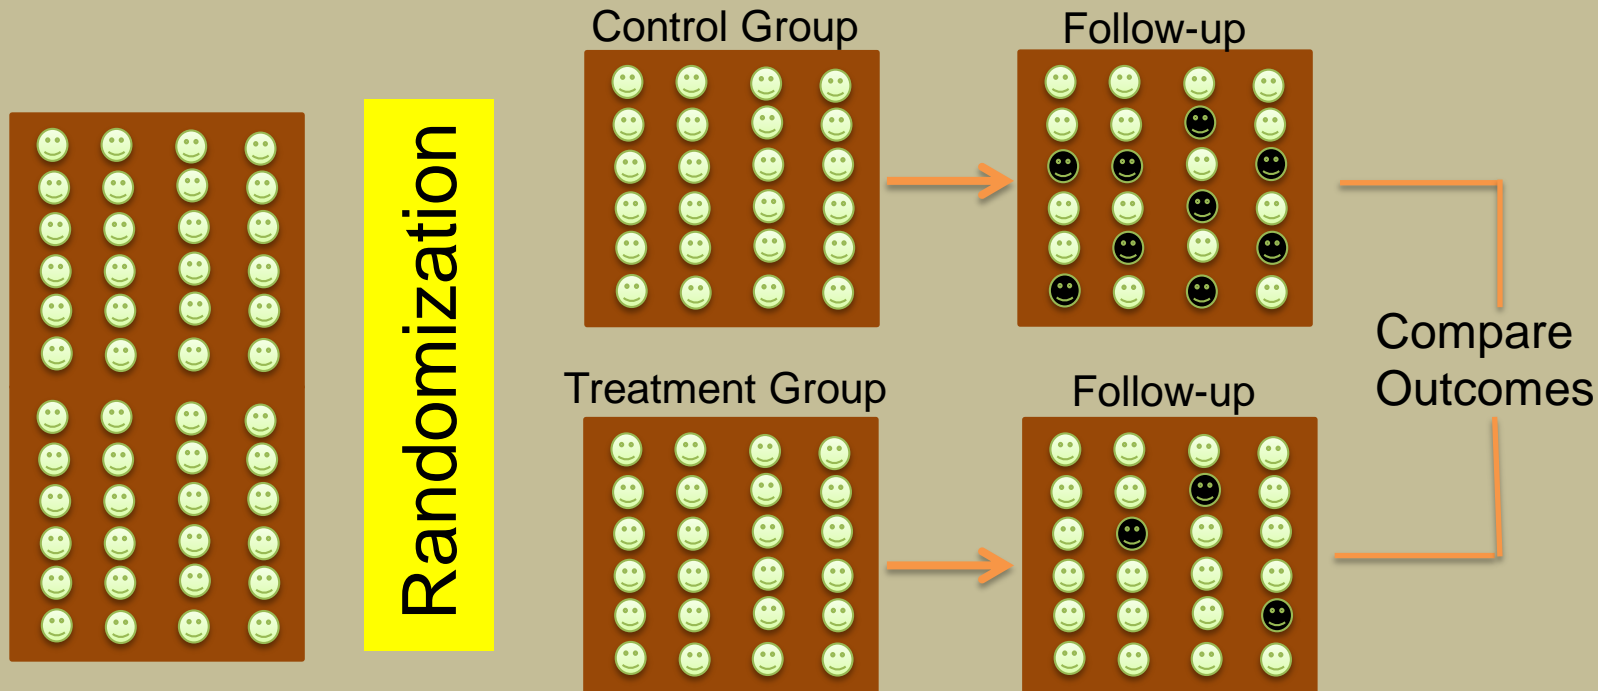 Control Group
Follow-up
Randomization
Treatment Group
Follow-up
Compare
Outcomes